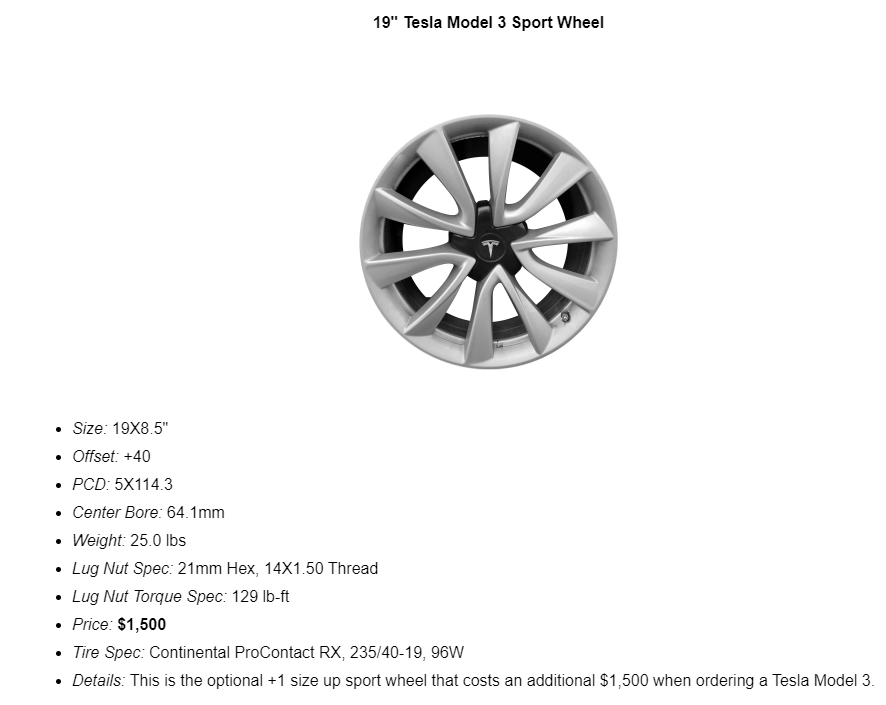 19" Tesla Model 3 Sport Wheel
Size: 19X8.5"
Offset: +40
PCD: 5X114.3
Center Bore: 64.1mm
Weight: 25.0 lbs
Lug Nut Spec: 21mm Hex, 14X1.50 Thread
Lug Nut Torque Spec: 129 lb-ft
Price: $1,500
Tire Spec: Continental ProContact RX, 235/40-19, 96W
Details: This is the optional +1 size up sport wheel that costs an additional $1,500 when ordering a Tesla Model 3.